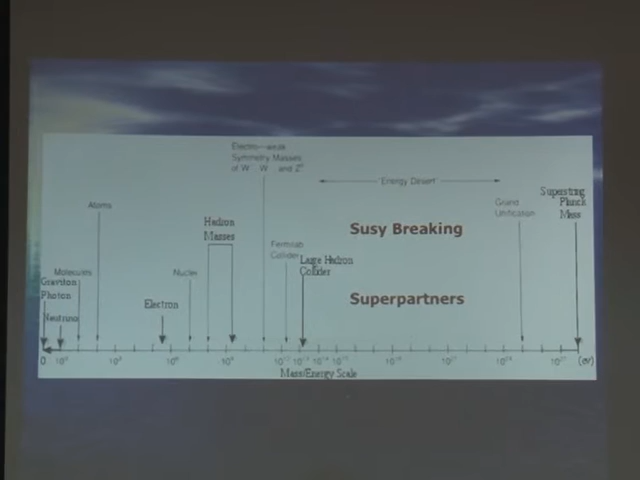 Electro-weak
Symmetry Masses
of W⁻ W⁺ and Z⁰
'Energy Desert'
Superstring
Planck
Mass
Grand
Unification
Atoms
Hadron
Masses
Susy Breaking
Fermilab
Collider
Large Hadron
Collider
Molecules
Nuclei
Graviton
Photon
Electron
Superpartners
Neutrino
0
(ev)
Mass/Energy Scale